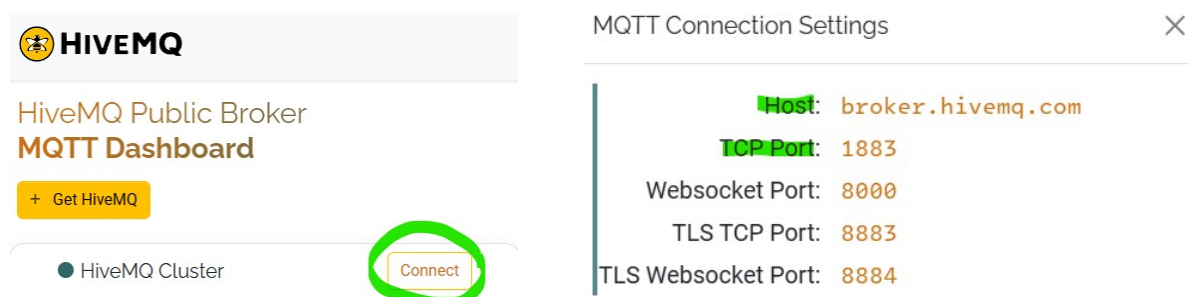 HIVEMQ
HiveMQ Public Broker
MQTT Dashboard
+ Get HiveMQ
HiveMQ Cluster
Connect
MQTT Connection Settings
Host: broker.hivemq.com
TCP Port: 1883
Websocket Port: 8000
TLS TCP Port: 8883
TLS Websocket Port: 8884